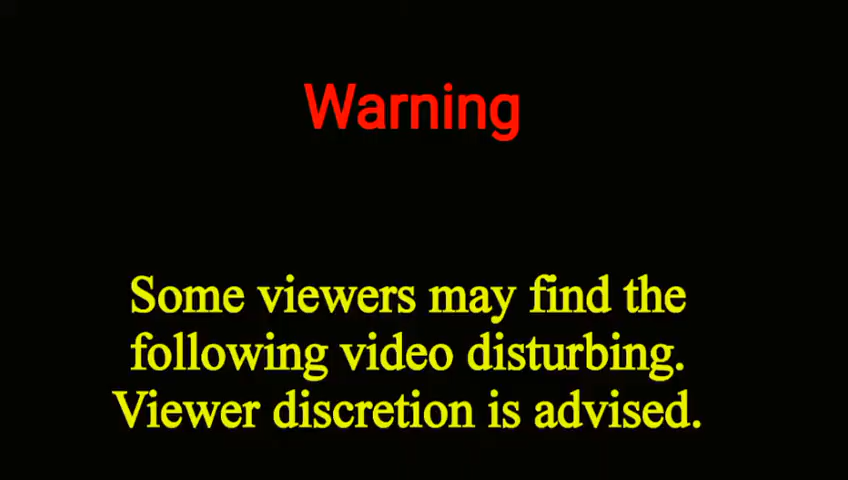 Warning
Some viewers may find the
following video disturbing.
Viewer discretion is advised.